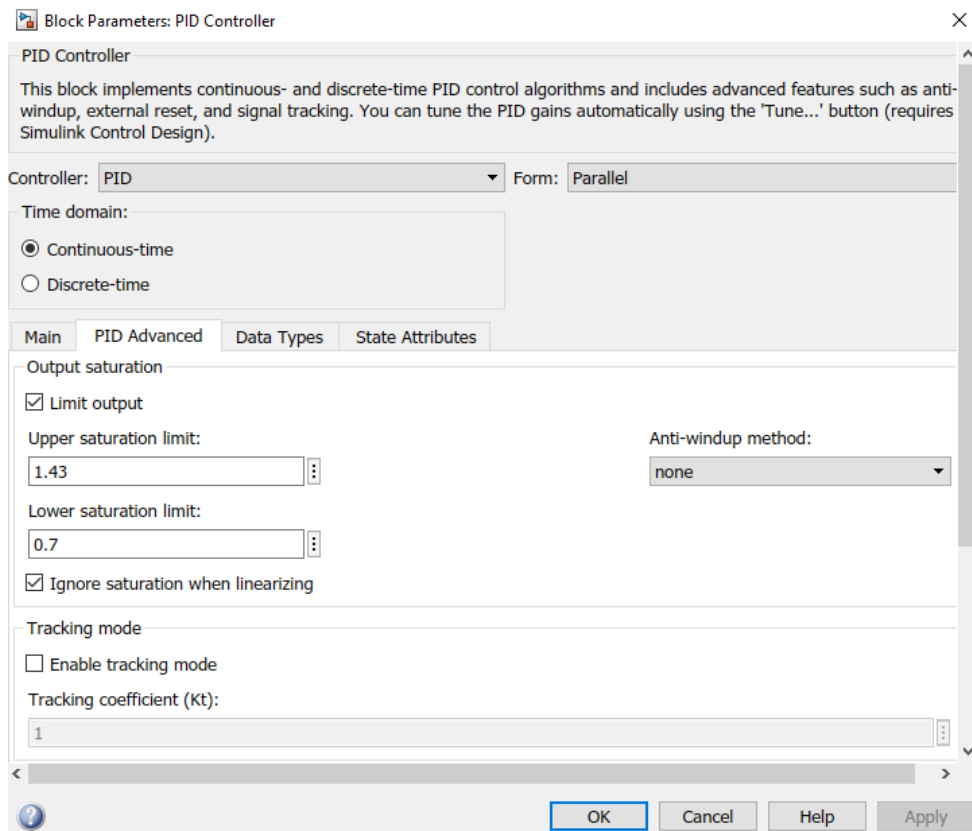 Block Parameters: PID Controller
PID Controller
This block implements continuous- and discrete-time PID control algorithms and includes advanced features such as anti-
windup, external reset, and signal tracking. You can tune the PID gains automatically using the 'Tune...' button (requires
Simulink Control Design).
Controller: PID Form: Parallel
Time domain:
Continuous-time
Discrete-time
Main PID Advanced Data Types State Attributes
Output saturation
Limit output
Upper saturation limit: Anti-windup method:
1.43 none
Lower saturation limit:
0.7
Ignore saturation when linearizing
Tracking mode
Enable tracking mode
Tracking coefficient (Kt):
1
OK Cancel Help Apply